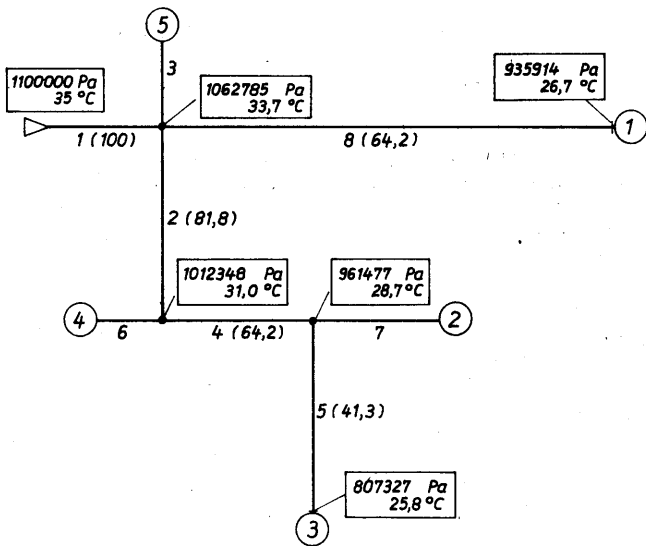 5
3
1100000 Pa
35 °C
1062785 Pa
33,7 °C
935914 Pa
26,7 °C
1
1 (100)
8 (64,2)
2 (81,8)
1012348 Pa
31,0 °C
961477 Pa
28,7 °C
4
2
6
4 (64,2)
7
5 (41,3)
807327 Pa
25,8 °C
3